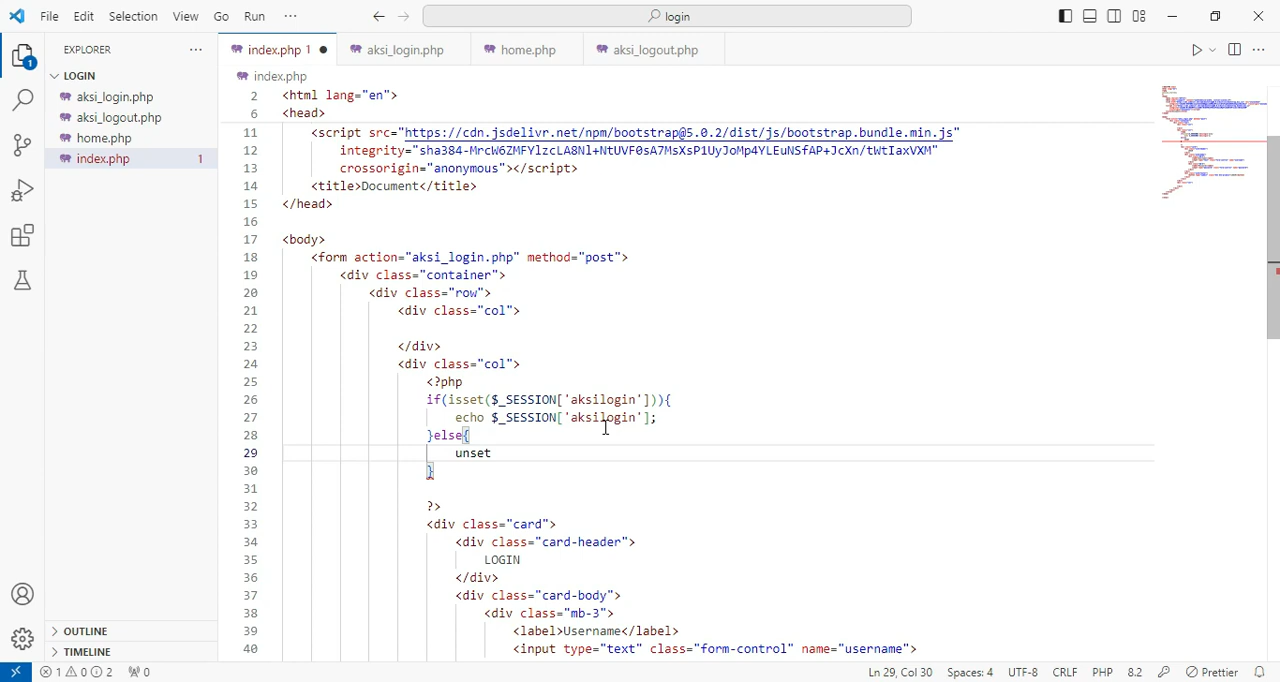 File Edit Selection View Go Run ··· login
EXPLORER ···
LOGIN
aksi_login.php
aksi_logout.php
home.php
index.php 1
OUTLINE
TIMELINE
1
index.php 1 ● aksi_login.php home.php aksi_logout.php
index.php
2 <html lang="en">
6 <head>
11 <script src="https://cdn.jsdelivr.net/npm/bootstrap@5.0.2/dist/js/bootstrap.bundle.min.js"
12 integrity="sha384-MrcW6ZMFYlzcLA8Nl+NtUVF0sA7MsXsP1UyJoMp4YLEuNSfAP+JcXn/tWtIaxVXM"
13 crossorigin="anonymous"></script>
14 <title>Document</title>
15 </head>
16
17 <body>
18 <form action="aksi_login.php" method="post">
19 <div class="container">
20 <div class="row">
21 <div class="col">
22
23 </div>
24 <div class="col">
25 <?php
26 if(isset($_SESSION['aksilogin'])){
27 echo $_SESSION['aksilogin'];
28 }else{
29 unset
30 }
31
32 ?>
33 <div class="card">
34 <div class="card-header">
35 LOGIN
36 </div>
37 <div class="card-body">
38 <div class="mb-3">
39 <label>Username</label>
40 <input type="text" class="form-control" name="username">
1 0 2 0 Ln 29, Col 30 Spaces: 4 UTF-8 CRLF PHP 8.2 Prettier